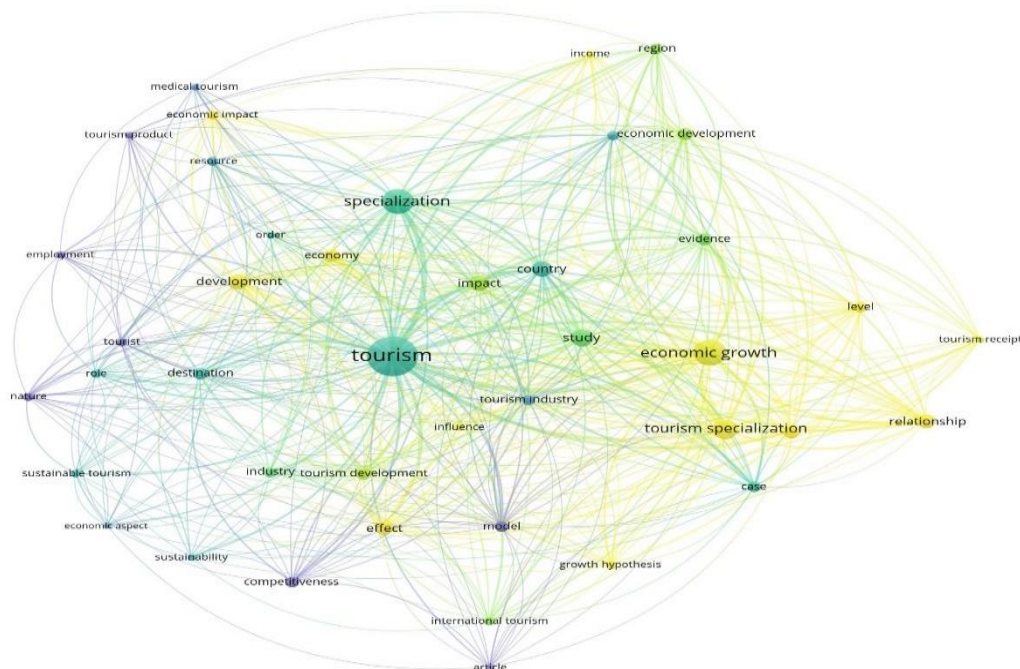 income
region
medical tourism
economic impact
tourism product
economic development
resource
specialization
order
evidence
employment
economy
country
development
impact
level
study
tourism receipt
tourist
tourism
economic growth
role
destination
nature
tourism industry
relationship
influence
tourism specialization
sustainable tourism
industry
tourism development
case
economic aspect
effect
model
sustainability
growth hypothesis
competitiveness
international tourism
article